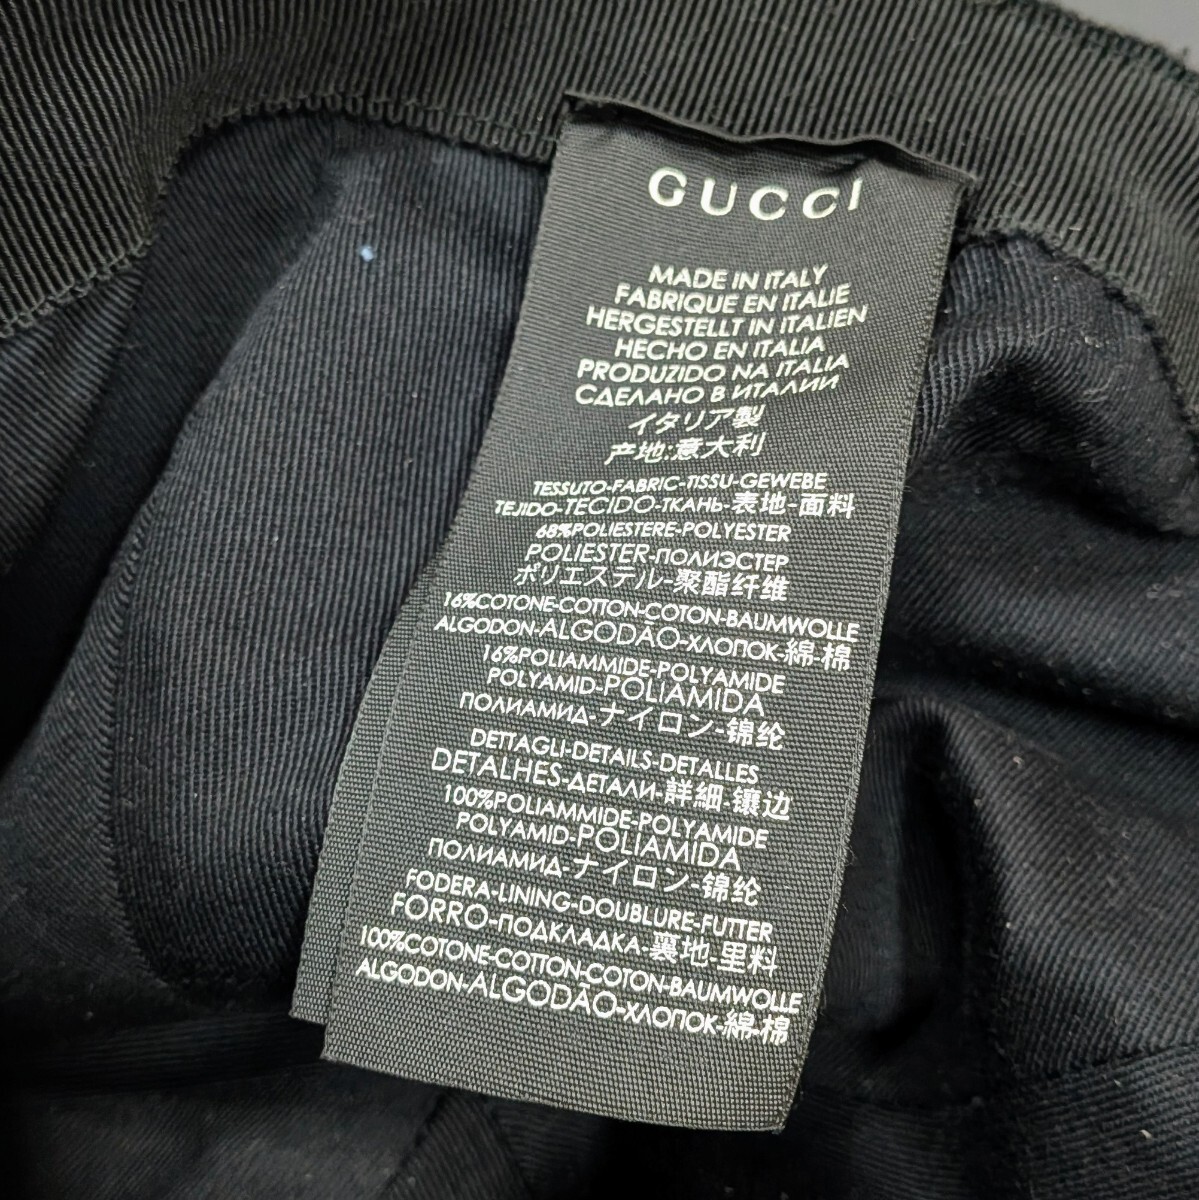 GUCCI
MADE IN ITALY
FABRIQUE EN ITALIE
HERGESTELLT IN ITALIEN
HECHO EN ITALIA
PRODUZIDO NA ITALIA
СДЕЛАНО В ИТАЛИИ
イタリア製
产地:意大利
TESSUTO-FABRIC-TISSU-GEWEBE
TEJIDO-TECIDO-ТКАНЬ-表地-面料
68%POLIESTERE-POLYESTER
POLIESTER-ПОЛИЭСТЕР
ポリエステル-聚酯纤维
16%COTONE-COTTON-COTON-BAUMWOLLE
ALGODON-ALGODÃO-ХЛОПОК-綿-棉
16%POLIAMMIDE-POLYAMIDE
POLYAMID-POLIAMIDA
ПОЛИАМИД-ナイロン-锦纶
DETTAGLI-DETAILS-DETALLES
DETALHES-ДЕТАЛИ-詳細-镶边
100%POLIAMMIDE-POLYAMIDE
POLYAMID-POLIAMIDA
ПОЛИАМИД-ナイロン-锦纶
FODERA-LINING-DOUBLURE-FUTTER
FORRO-ПОДКЛАДКА-裏地-里料
100%COTONE-COTTON-COTON-BAUMWOLLE
ALGODON-ALGODÃO-ХЛОПОК-綿-棉